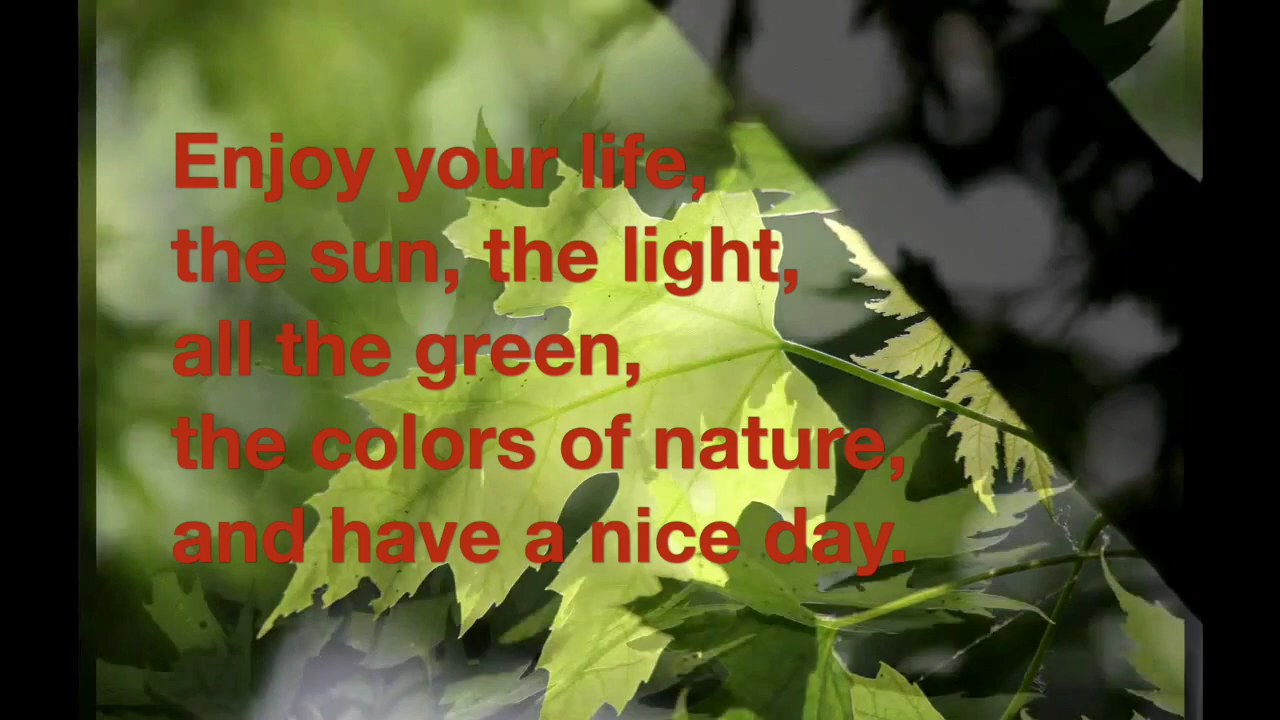 Enjoy your life,
the sun, the light,
all the green,
the colors of nature,
and have a nice day.